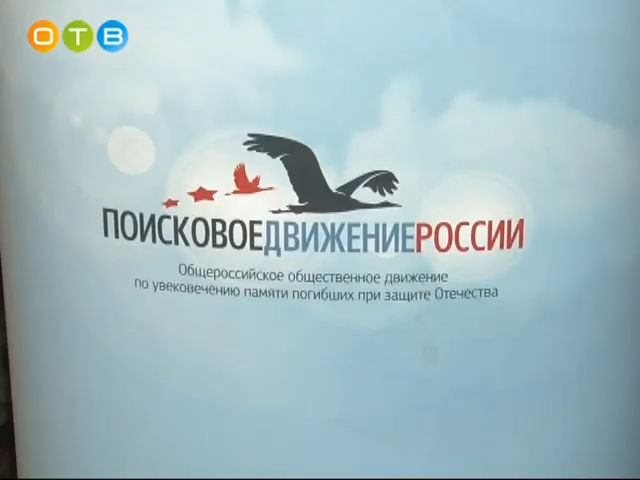 ОТВ
ПОИСКОВОЕДВИЖЕНИЕРОССИИ
Общероссийское общественное движение
по увековечению памяти погибших при защите Отечества